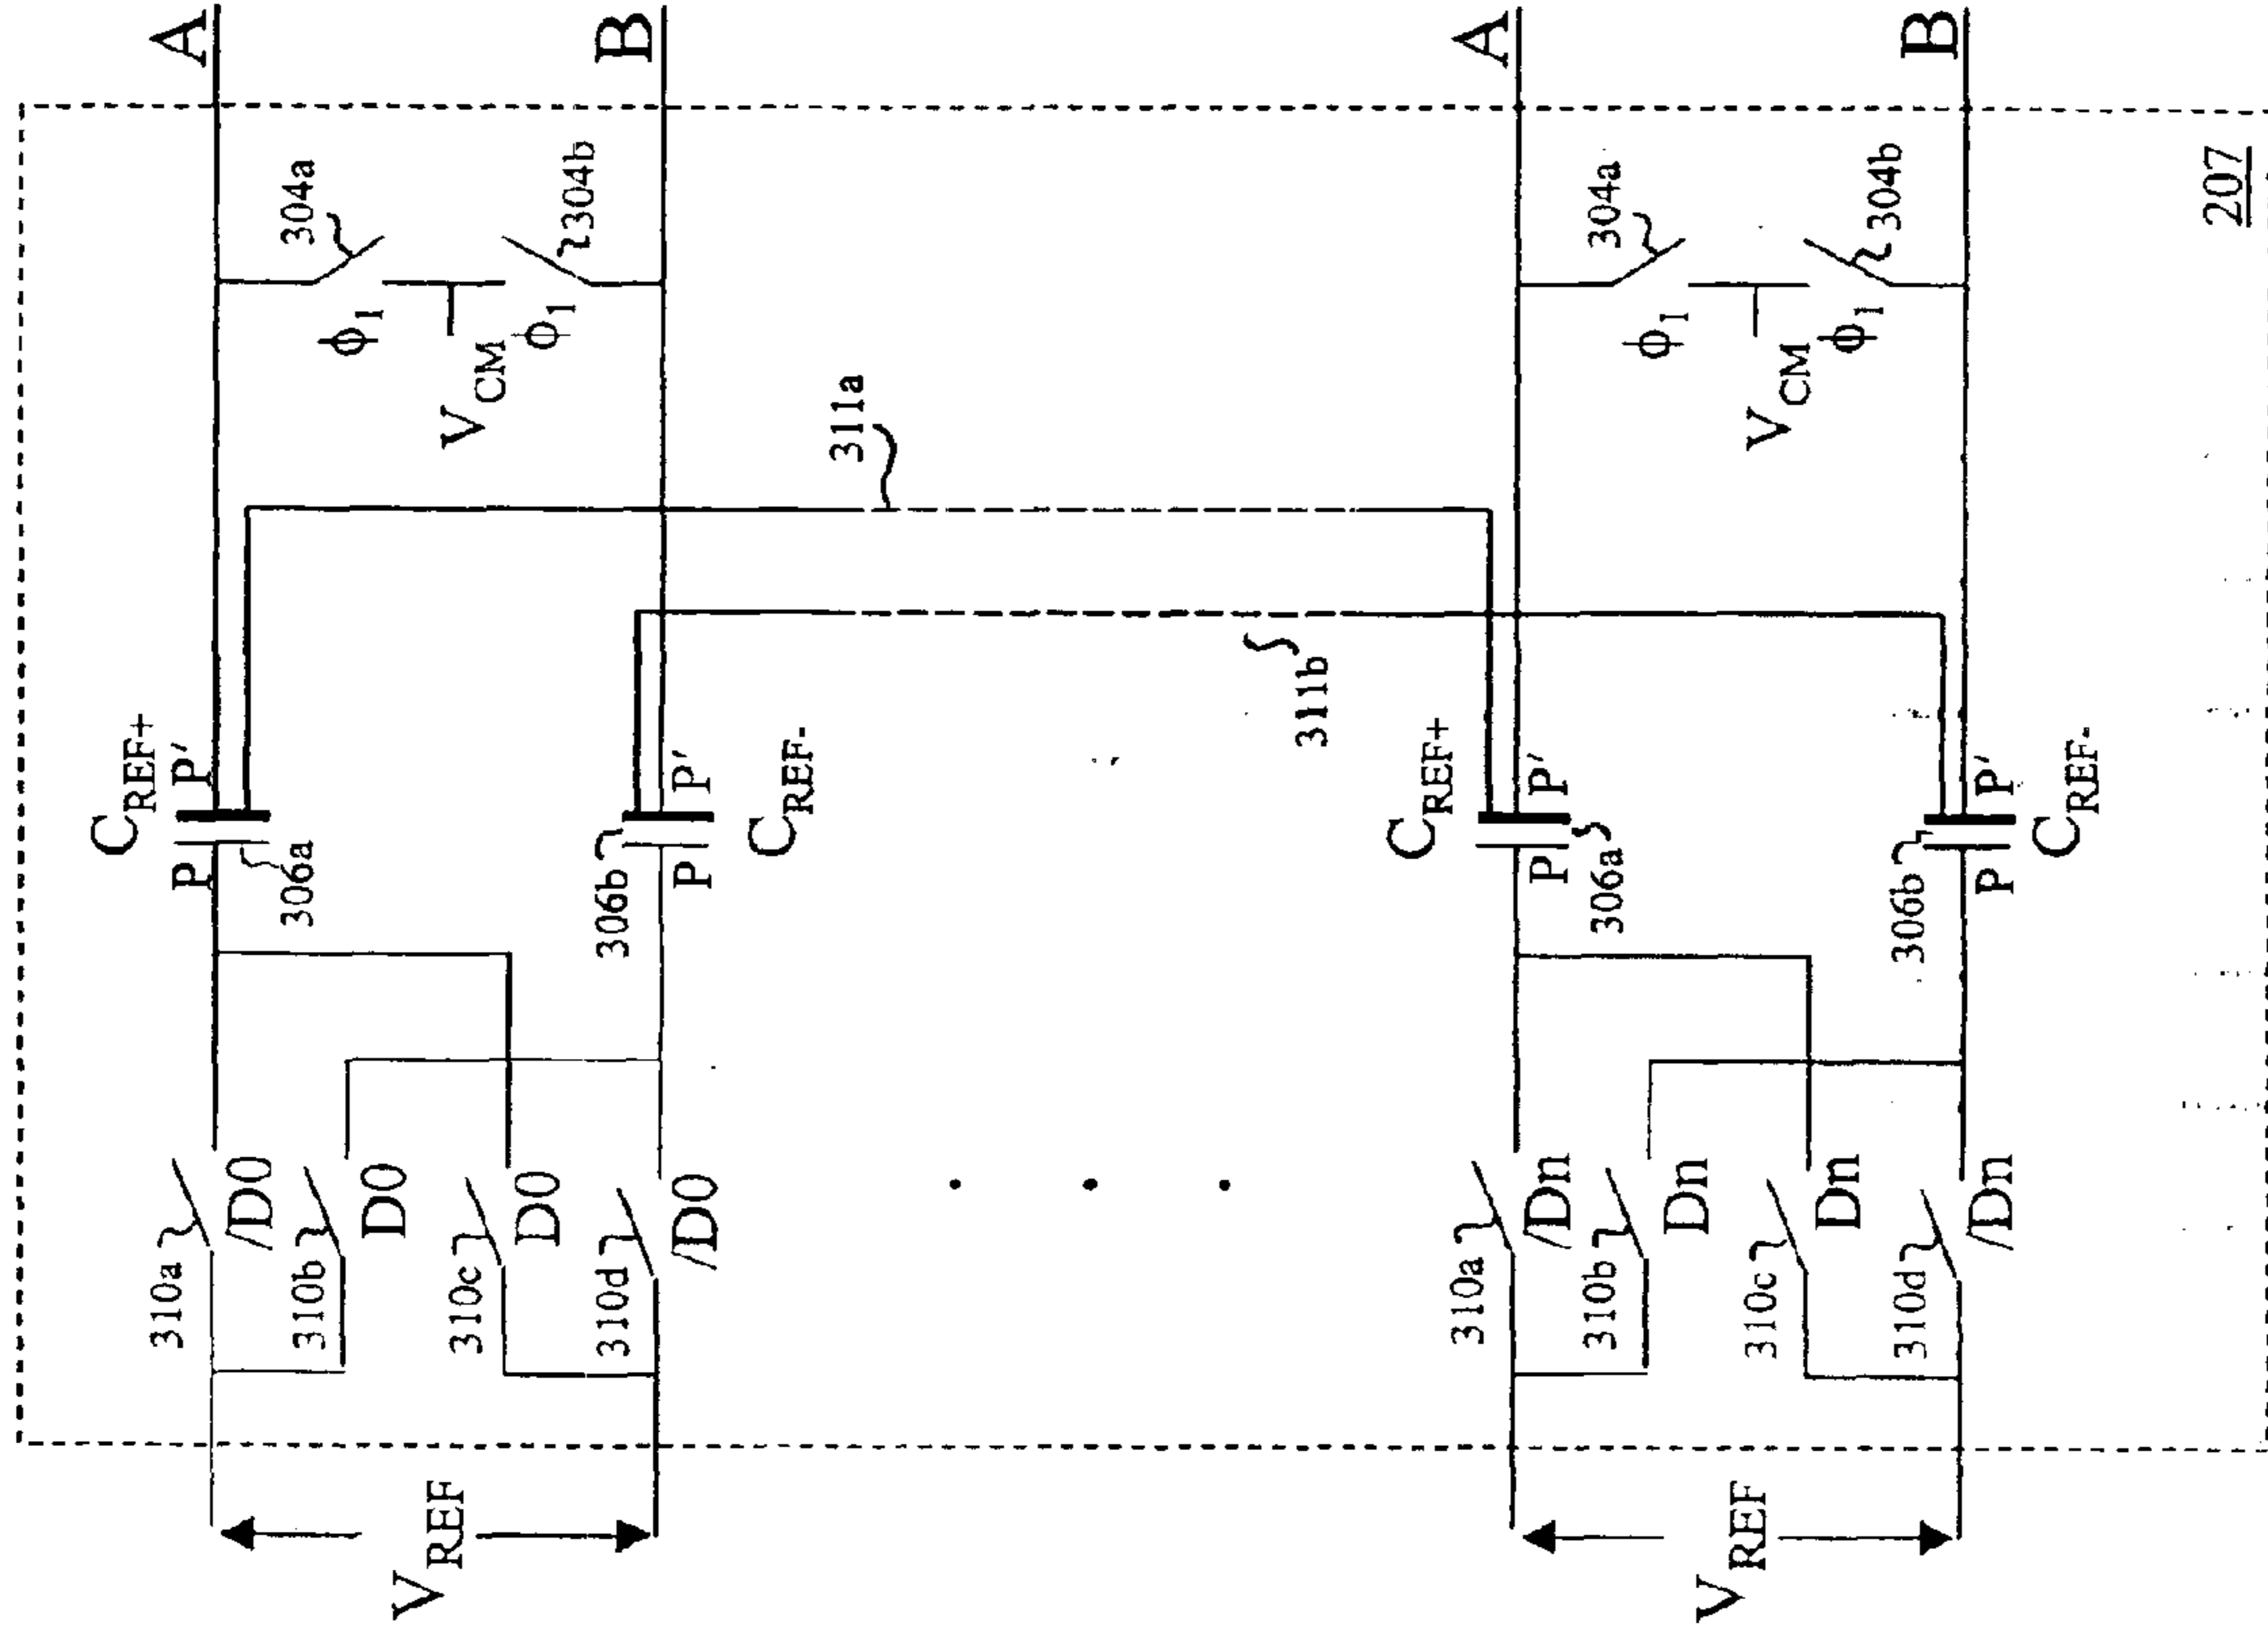 A
B
304a
304b
ϕ1
VCM
ϕ1
311a
CREF+
P
P′
306a
306b
P
P′
CREF-
310a
/D0
310b
D0
310c
D0
310d
/D0
VREF
A
B
304a
304b
ϕ1
VCM
ϕ1
311b
CREF+
P
P′
306a
306b
P
P′
CREF-
310a
/Dn
310b
Dn
310c
Dn
310d
/Dn
VREF
207